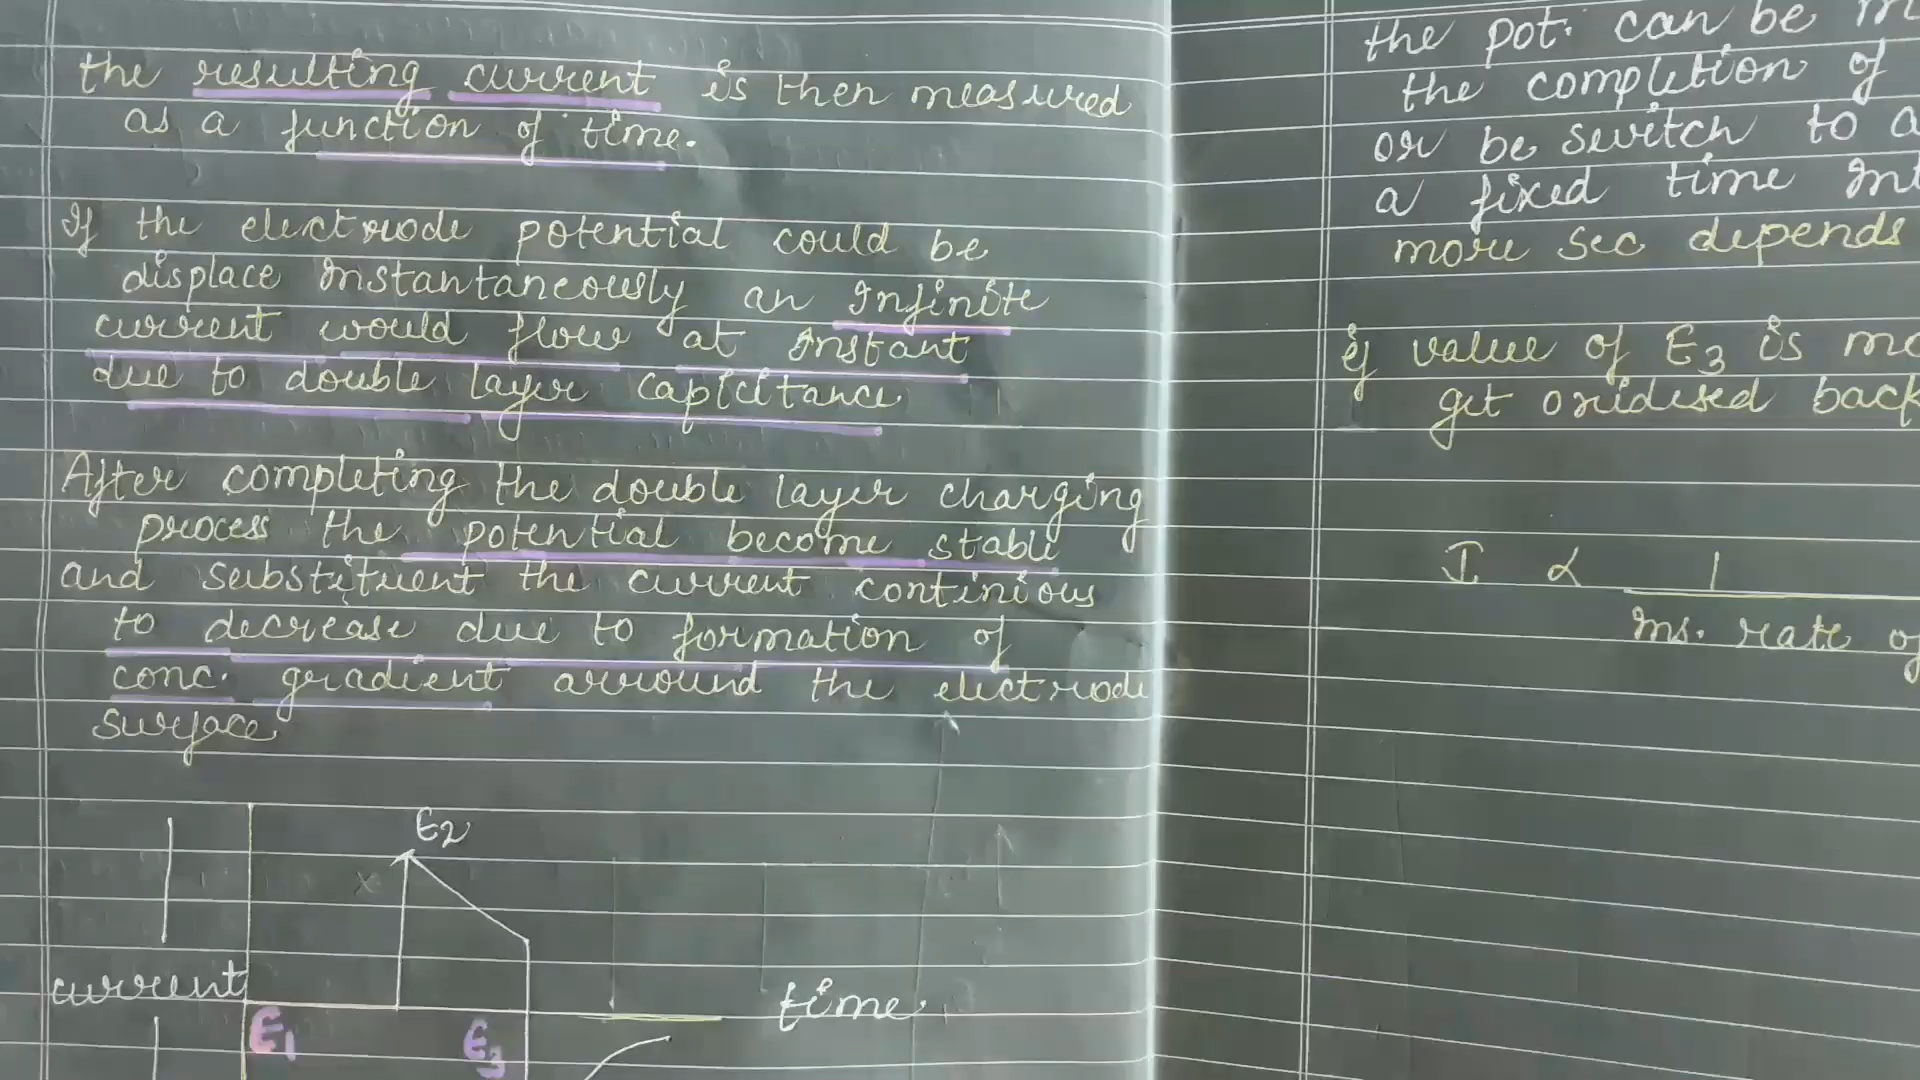 the resulting current is then measured
as a function of time.
If the electrode potential could be
displace instantaneously an infinite
current would flow at instant
due to double layer capicitance
After completing the double layer charging
process the potential become stable
and substituent the current continious
to decrease due to formation of
conc. gradient arround the electrode
surface
E2
current
time
E1
E3
the pot. can be
the completion of
or be switch to a
a fixed time
more sec depends
if value of E3 is
get oxidised back
I ∝ 1
rate